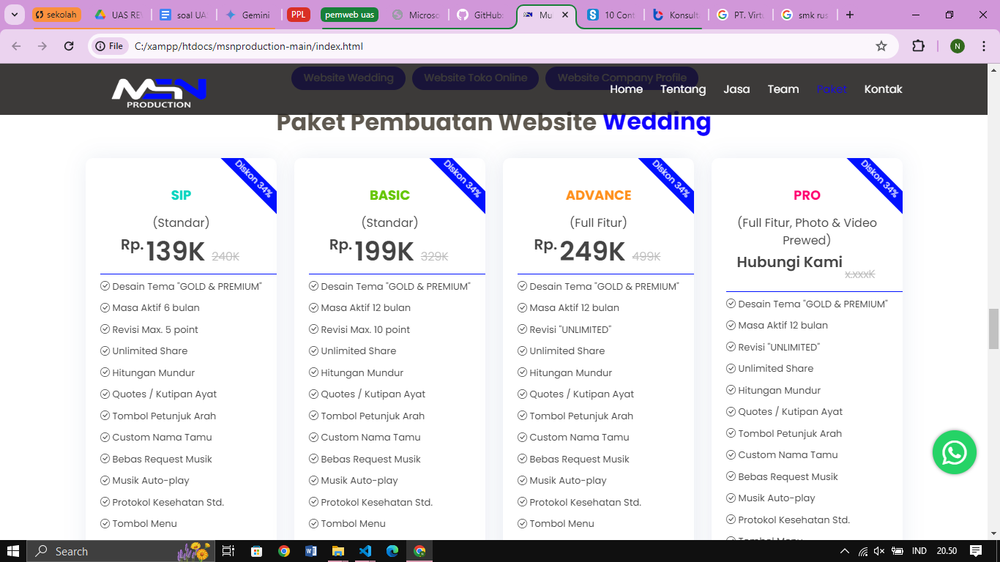 sekolah
UAS REV
soal UA
Gemini
PPL
pemweb uas
Microso
GitHub:
Mu
10 Cont
Konsult
PT. Virtu
smk rus
File
C:/xampp/htdocs/msnproduction-main/index.html
N
Website Wedding
Website Toko Online
Website Company Profile
MSN
PRODUCTION
Home
Tentang
Jasa
Team
Paket
Kontak
Paket Pembuatan Website Wedding
Diskon 34%
SIP
(Standar)
Rp. 139K 240K
Desain Tema "GOLD & PREMIUM"
Masa Aktif 6 bulan
Revisi Max. 5 point
Unlimited Share
Hitungan Mundur
Quotes / Kutipan Ayat
Tombol Petunjuk Arah
Custom Nama Tamu
Bebas Request Musik
Musik Auto-play
Protokol Kesehatan Std.
Tombol Menu
Diskon 34%
BASIC
(Standar)
Rp. 199K 329K
Desain Tema "GOLD & PREMIUM"
Masa Aktif 12 bulan
Revisi Max. 10 point
Unlimited Share
Hitungan Mundur
Quotes / Kutipan Ayat
Tombol Petunjuk Arah
Custom Nama Tamu
Bebas Request Musik
Musik Auto-play
Protokol Kesehatan Std.
Tombol Menu
Diskon 34%
ADVANCE
(Full Fitur)
Rp. 249K 499K
Desain Tema "GOLD & PREMIUM"
Masa Aktif 12 bulan
Revisi "UNLIMITED"
Unlimited Share
Hitungan Mundur
Quotes / Kutipan Ayat
Tombol Petunjuk Arah
Custom Nama Tamu
Bebas Request Musik
Musik Auto-play
Protokol Kesehatan Std.
Tombol Menu
Diskon 34%
PRO
(Full Fitur, Photo & Video
Prewed)
Hubungi Kami x.xxxK
Desain Tema "GOLD & PREMIUM"
Masa Aktif 12 bulan
Revisi "UNLIMITED"
Unlimited Share
Hitungan Mundur
Quotes / Kutipan Ayat
Tombol Petunjuk Arah
Custom Nama Tamu
Bebas Request Musik
Musik Auto-play
Protokol Kesehatan Std.
Tombol Menu
Search
IND
20.50